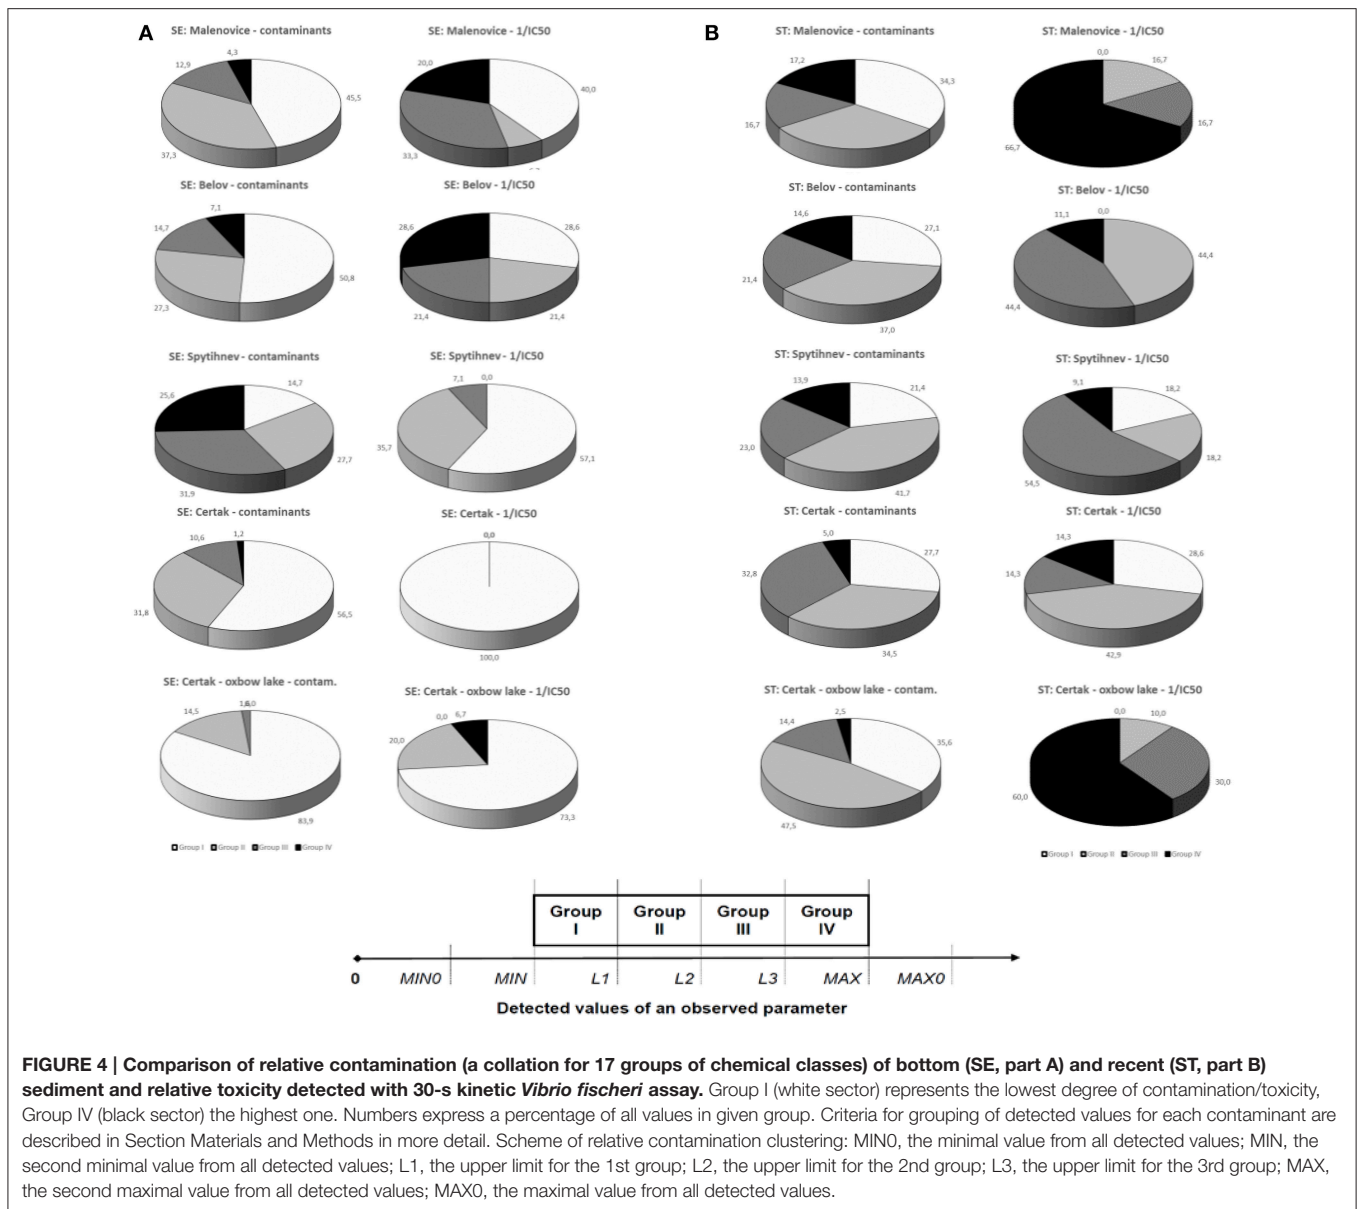 A
SE: Malenovice - contaminants
4,3
12,9
45,5
37,3
SE: Malenovice - 1/IC50
20,0
40,0
33,3
B
ST: Malenovice - contaminants
17,2
34,3
16,7
ST: Malenovice - 1/IC50
0,0
16,7
16,7
66,7
SE: Belov - contaminants
7,1
14,7
50,8
27,3
SE: Belov - 1/IC50
28,6
28,6
21,4
21,4
ST: Belov - contaminants
14,6
27,1
21,4
37,0
ST: Belov - 1/IC50
0,0
11,1
44,4
44,4
SE: Spytihnev - contaminants
25,6
14,7
27,7
31,9
SE: Spytihnev - 1/IC50
7,1
0,0
35,7
57,1
ST: Spytihnev - contaminants
13,9
21,4
23,0
41,7
ST: Spytihnev - 1/IC50
9,1
18,2
18,2
54,5
SE: Certak - contaminants
10,6
1,2
31,8
56,5
SE: Certak - 1/IC50
0,0
100,0
ST: Certak - contaminants
5,0
27,7
32,8
34,5
ST: Certak - 1/IC50
14,3
28,6
14,3
42,9
SE: Certak - oxbow lake - contam.
14,5
83,9
SE: Certak - oxbow lake - 1/IC50
0,0
6,7
20,0
73,3
ST: Certak - oxbow lake - contam.
2,5
14,4
35,6
47,5
ST: Certak - oxbow lake - 1/IC50
0,0
10,0
30,0
60,0
Group I Group II Group III Group IV
Group I Group II Group III Group IV
Group I
Group II
Group III
Group IV
0 MIN0 MIN L1 L2 L3 MAX MAX0
Detected values of an observed parameter
FIGURE 4 | Comparison of relative contamination (a collation for 17 groups of chemical classes) of bottom (SE, part A) and recent (ST, part B)
sediment and relative toxicity detected with 30-s kinetic Vibrio fischeri assay. Group I (white sector) represents the lowest degree of contamination/toxicity,
Group IV (black sector) the highest one. Numbers express a percentage of all values in given group. Criteria for grouping of detected values for each contaminant are
described in Section Materials and Methods in more detail. Scheme of relative contamination clustering: MIN0, the minimal value from all detected values; MIN, the
second minimal value from all detected values; L1, the upper limit for the 1st group; L2, the upper limit for the 2nd group; L3, the upper limit for the 3rd group; MAX,
the second maximal value from all detected values; MAX0, the maximal value from all detected values.